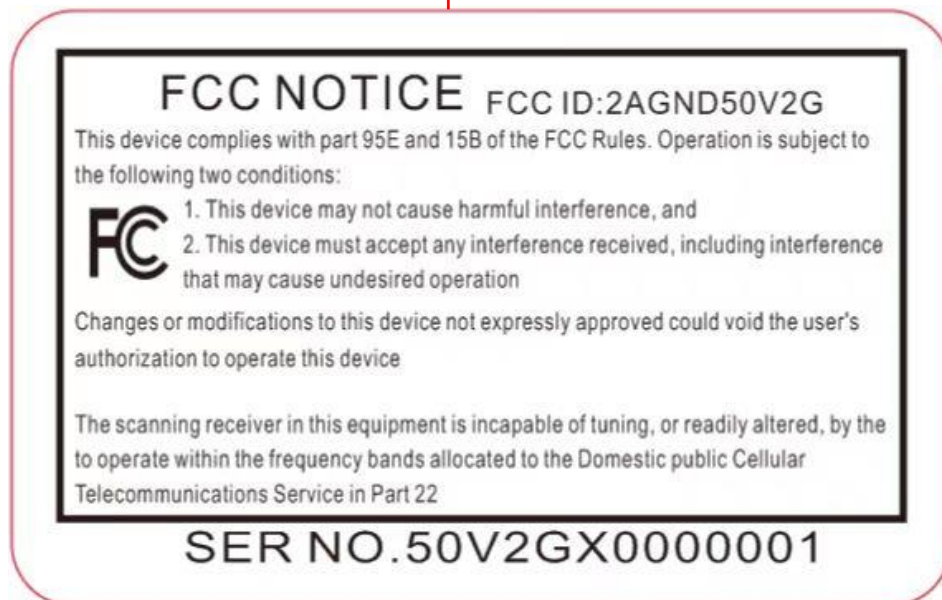 FCC NOTICE FCC ID:2AGND50V2G
This device complies with part 95E and 15B of the FCC Rules. Operation is subject to
the following two conditions:
FC
1. This device may not cause harmful interference, and
2. This device must accept any interference received, including interference
that may cause undesired operation
Changes or modifications to this device not expressly approved could void the user's
authorization to operate this device
The scanning receiver in this equipment is incapable of tuning, or readily altered, by the
to operate within the frequency bands allocated to the Domestic public Cellular
Telecommunications Service in Part 22
SER NO.50V2GX0000001